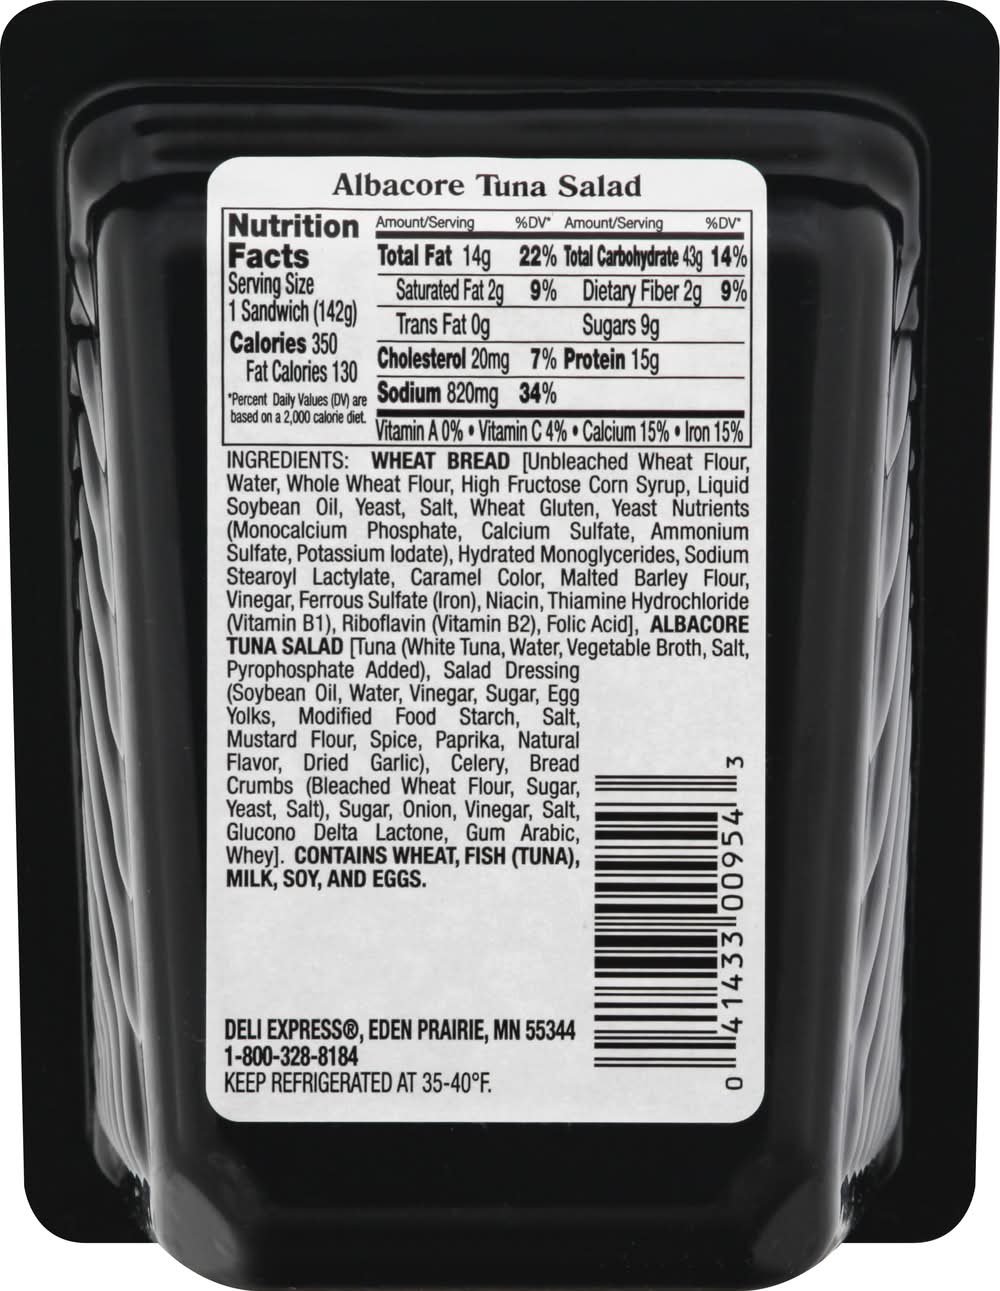 Albacore Tuna Salad
Nutrition
Facts
Serving Size
1 Sandwich (142g)
Calories 350
Fat Calories 130
*Percent Daily Values (DV) are
based on a 2,000 calorie diet.
Amount/Serving %DV* Amount/Serving %DV*
Total Fat 14g 22% Total Carbohydrate 43g 14%
Saturated Fat 2g 9% Dietary Fiber 2g 9%
Trans Fat 0g Sugars 9g
Cholesterol 20mg 7% Protein 15g
Sodium 820mg 34%
Vitamin A 0% • Vitamin C 4% • Calcium 15% • Iron 15%
INGREDIENTS: WHEAT BREAD [Unbleached Wheat Flour,
Water, Whole Wheat Flour, High Fructose Corn Syrup, Liquid
Soybean Oil, Yeast, Salt, Wheat Gluten, Yeast Nutrients
(Monocalcium Phosphate, Calcium Sulfate, Ammonium
Sulfate, Potassium Iodate), Hydrated Monoglycerides, Sodium
Stearoyl Lactylate, Caramel Color, Malted Barley Flour,
Vinegar, Ferrous Sulfate (Iron), Niacin, Thiamine Hydrochloride
(Vitamin B1), Riboflavin (Vitamin B2), Folic Acid], ALBACORE
TUNA SALAD [Tuna (White Tuna, Water, Vegetable Broth, Salt,
Pyrophosphate Added), Salad Dressing
(Soybean Oil, Water, Vinegar, Sugar, Egg
Yolks, Modified Food Starch, Salt,
Mustard Flour, Spice, Paprika, Natural
Flavor, Dried Garlic), Celery, Bread
Crumbs (Bleached Wheat Flour, Sugar,
Yeast, Salt), Sugar, Onion, Vinegar, Salt,
Glucono Delta Lactone, Gum Arabic,
Whey]. CONTAINS WHEAT, FISH (TUNA),
MILK, SOY, AND EGGS.
DELI EXPRESS®, EDEN PRAIRIE, MN 55344
1-800-328-8184
KEEP REFRIGERATED AT 35-40°F.
0 41433 00954 3